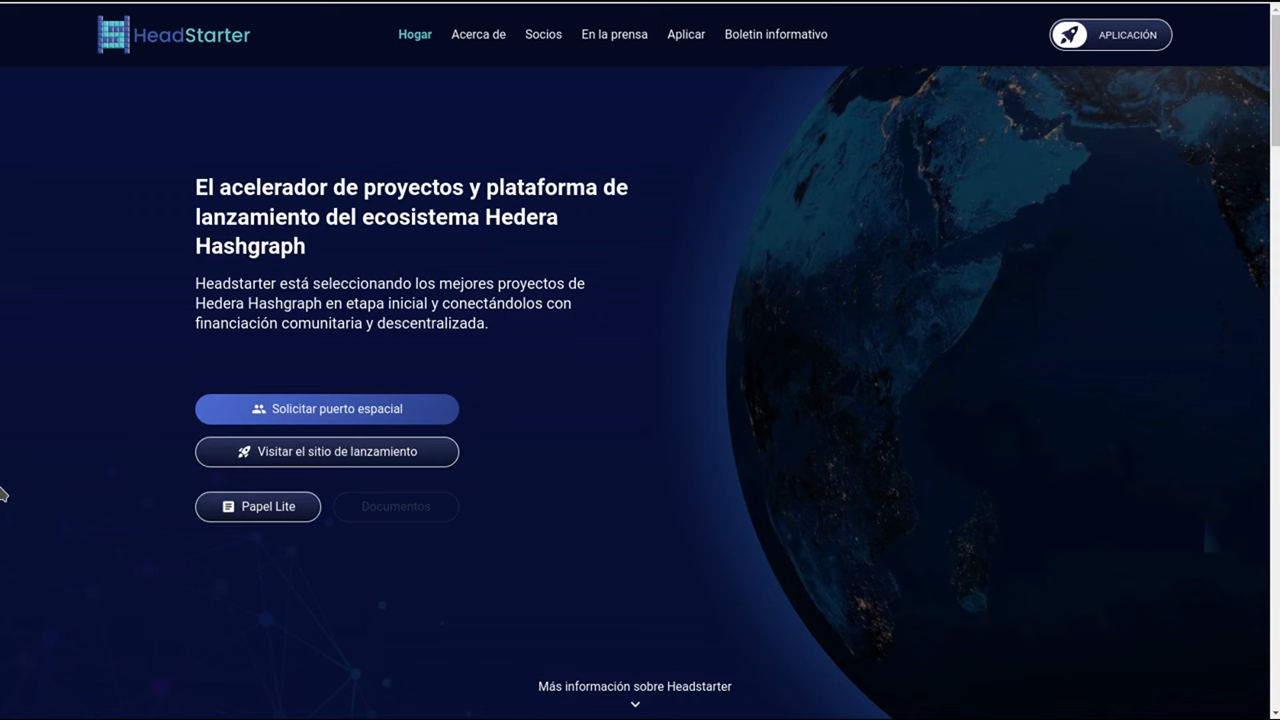 HeadStarter
Hogar
Acerca de
Socios
En la prensa
Aplicar
Boletin informativo
APLICACIÓN
El acelerador de proyectos y plataforma de
lanzamiento del ecosistema Hedera
Hashgraph
Headstarter está seleccionando los mejores proyectos de
Hedera Hashgraph en etapa inicial y conectándolos con
financiación comunitaria y descentralizada.
Solicitar puerto espacial
Visitar el sitio de lanzamiento
Papel Lite
Documentos
Más información sobre Headstarter